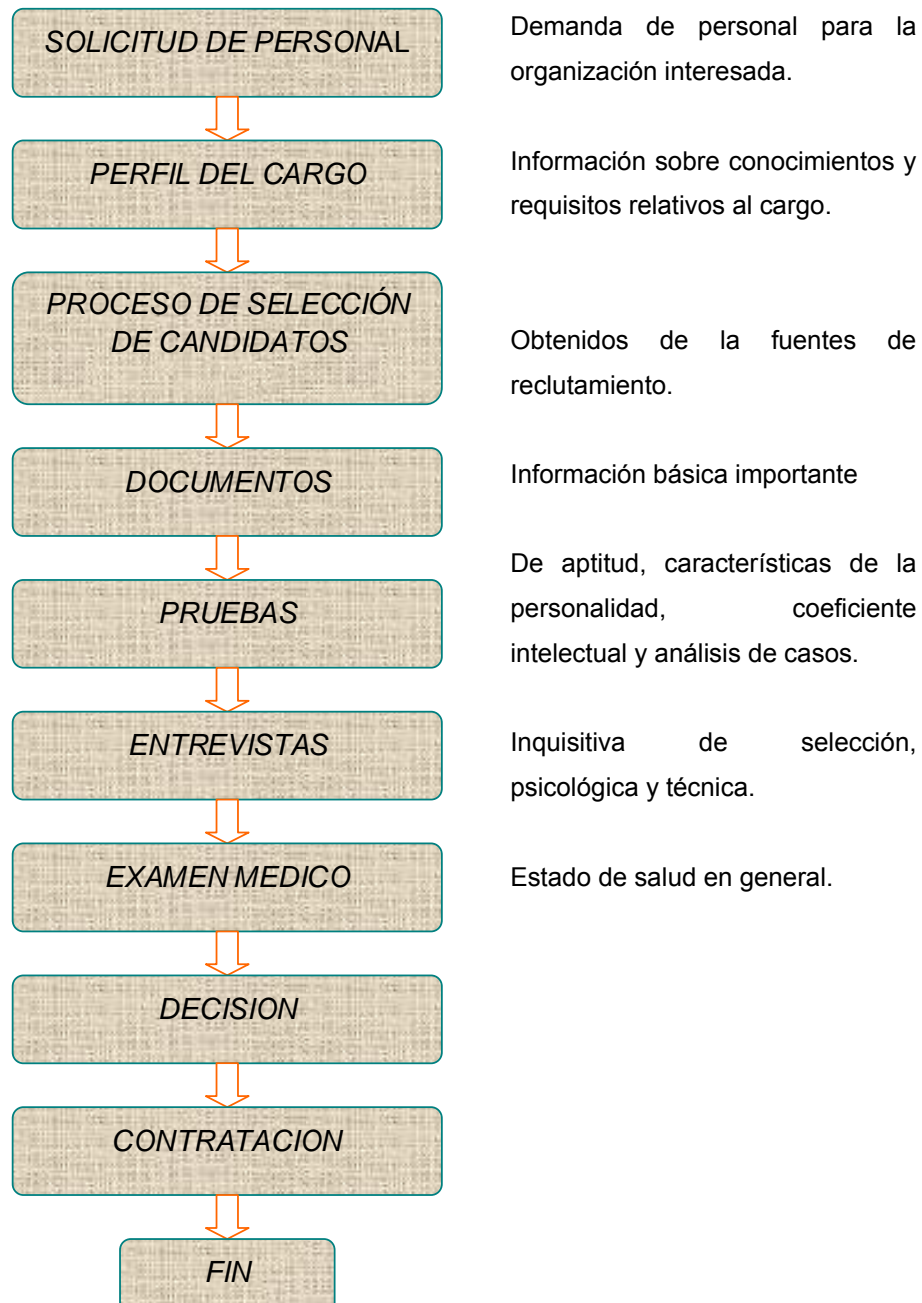 SOLICITUD DE PERSONAL
Demanda de personal para la
organización interesada.
PERFIL DEL CARGO
Información sobre conocimientos y
requisitos relativos al cargo.
PROCESO DE SELECCIÓN
DE CANDIDATOS
Obtenidos de la fuentes de
reclutamiento.
DOCUMENTOS
Información básica importante
PRUEBAS
De aptitud, características de la
personalidad, coeficiente
intelectual y análisis de casos.
ENTREVISTAS
Inquisitiva de selección,
psicológica y técnica.
EXAMEN MEDICO
Estado de salud en general.
DECISION
CONTRATACION
FIN